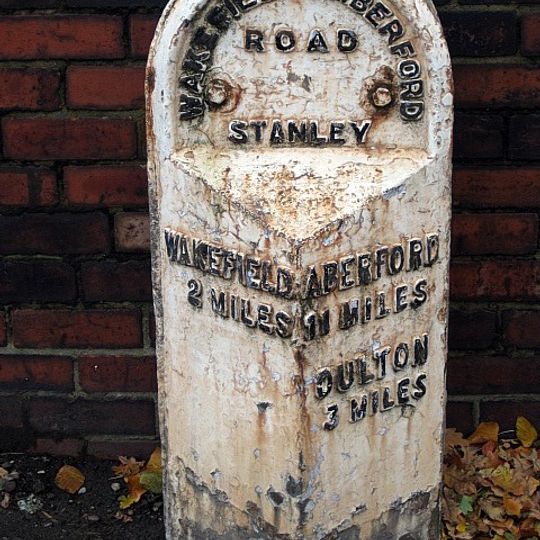 WAKEFIELD & ABERFORD
ROAD
STANLEY
WAKEFIELD
2 MILES
ABERFORD
11 MILES
OULTON
3 MILES